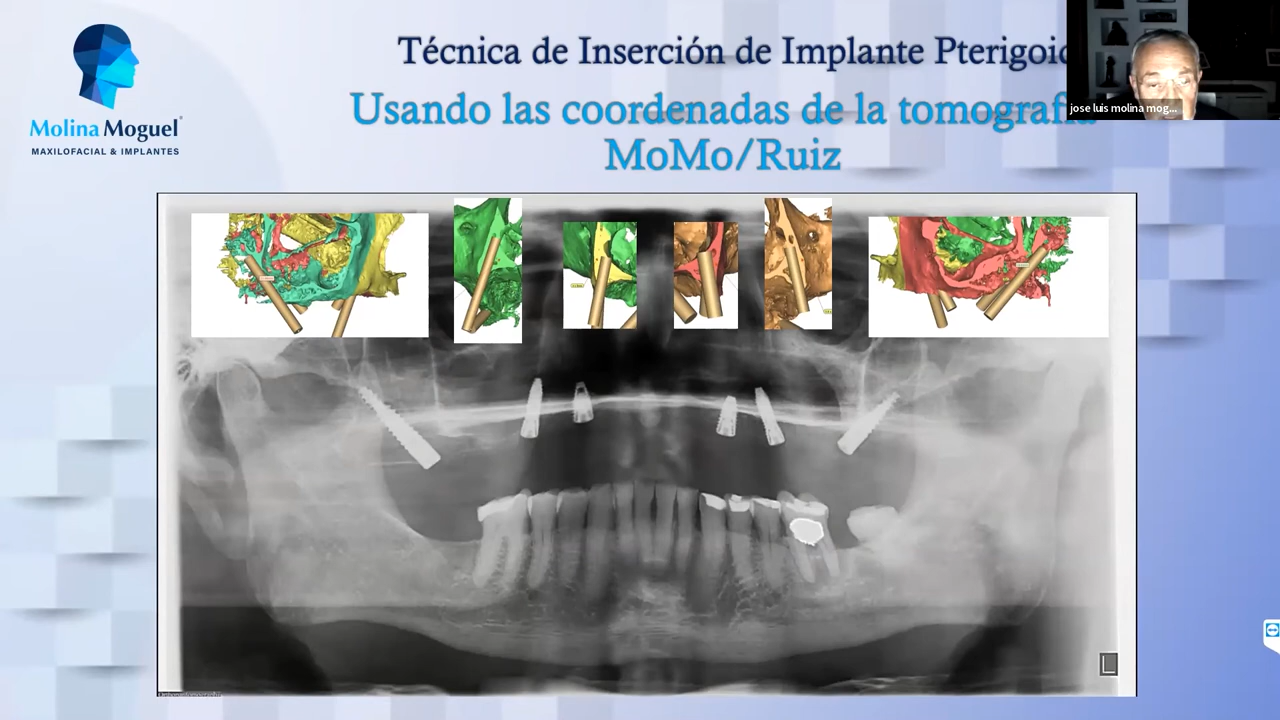 Técnica de Inserción de Implante Pterigoid
jose luis molina mog...
Usando las coordenadas de la tomografía
MoMo/Ruiz
Molina Moguel
MAXILOFACIAL & IMPLANTES
L